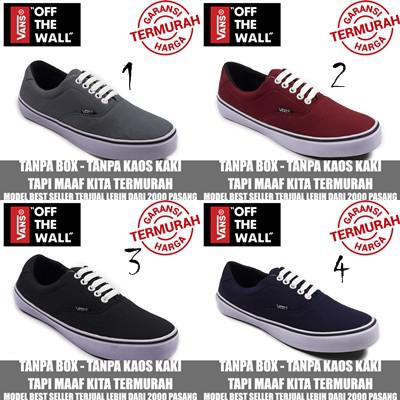 VANS "OFF THE WALL"
GARANSI TERMURAH HARGA
1
TANPA BOX - TANPA KAOS KAKI
TAPI MAAF KITA TERMURAH
MODEL BEST SELLER TERJUAL LEBIH DARI 2000 PASANG
VANS "OFF THE WALL"
GARANSI TERMURAH HARGA
2
TANPA BOX - TANPA KAOS KAKI
TAPI MAAF KITA TERMURAH
MODEL BEST SELLER TERJUAL LEBIH DARI 2000 PASANG
VANS "OFF THE WALL"
GARANSI TERMURAH HARGA
3
TANPA BOX - TANPA KAOS KAKI
TAPI MAAF KITA TERMURAH
MODEL BEST SELLER TERJUAL LEBIH DARI 2000 PASANG
VANS "OFF THE WALL"
GARANSI TERMURAH HARGA
4
TANPA BOX - TANPA KAOS KAKI
TAPI MAAF KITA TERMURAH
MODEL BEST SELLER TERJUAL LEBIH DARI 2000 PASANG